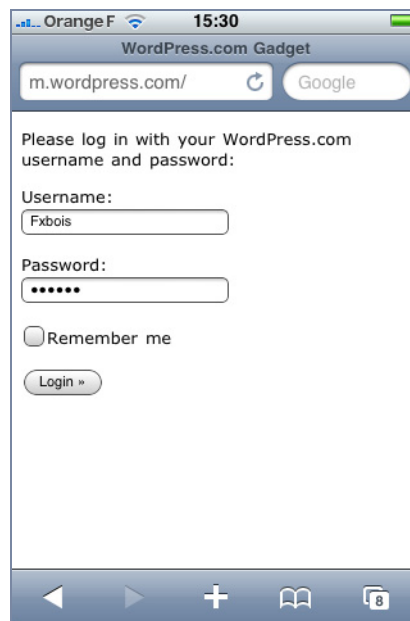 Orange F 15:30
WordPress.com Gadget
m.wordpress.com/ Google
Please log in with your WordPress.com
username and password:
Username:
Fxbois
Password:
••••••
Remember me
Login »
8